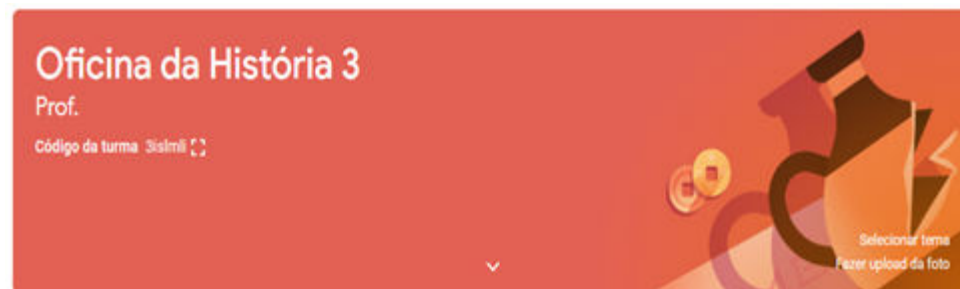 Oficina da História 3
Prof.
Código da turma 3islmli
Selecionar tema
Fazer upload da foto